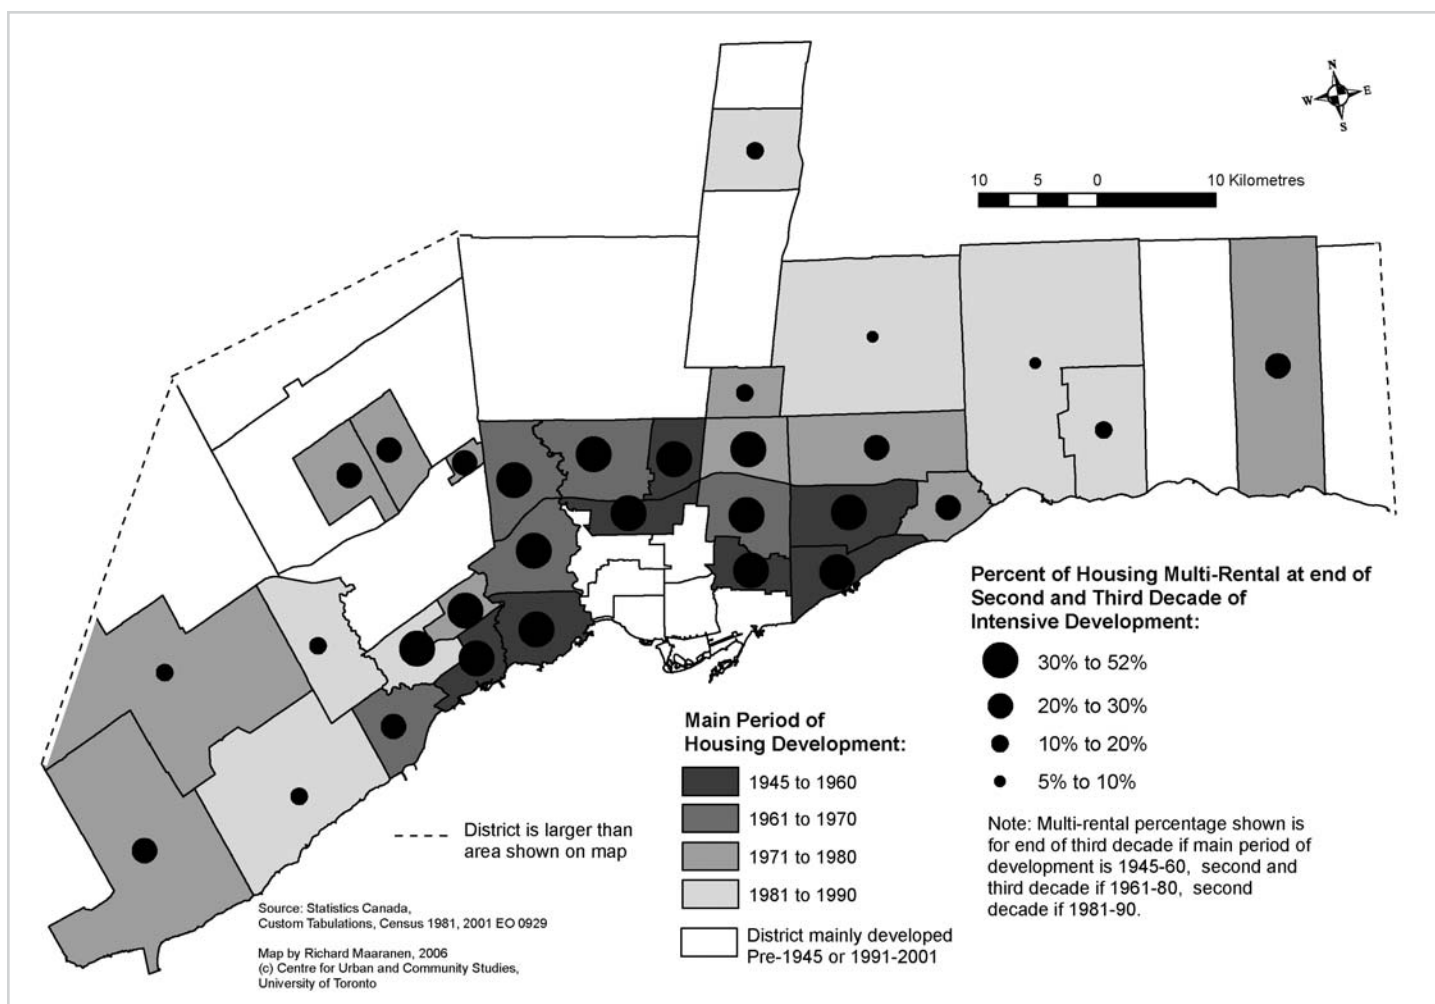 N
W E
S
10 5 0 10 Kilometres
Percent of Housing Multi-Rental at end of
Second and Third Decade of
Intensive Development:
30% to 52%
20% to 30%
10% to 20%
5% to 10%
Note: Multi-rental percentage shown is
for end of third decade if main period of
development is 1945-60, second and
third decade if 1961-80, second
decade if 1981-90.
Main Period of
Housing Development:
1945 to 1960
1961 to 1970
1971 to 1980
1981 to 1990
District mainly developed
Pre-1945 or 1991-2001
District is larger than
area shown on map
Source: Statistics Canada,
Custom Tabulations, Census 1981, 2001 EO 0929
Map by Richard Maaranen, 2006
(c) Centre for Urban and Community Studies,
University of Toronto